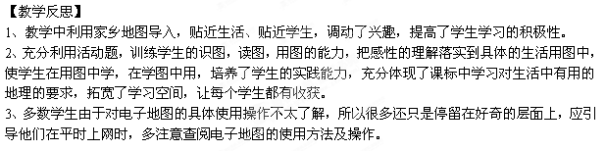 【教学反思】
1、教学中利用家乡地图导入，贴近生活、贴近学生，调动了兴趣，提高了学生学习的积极性。
2、充分利用活动题，训练学生的识图，读图，用图的能力，把感性的理解落实到具体的生活用图中，
使学生在用图中学，在学图中用，培养了学生的实践能力，充分体现了课标中学习对生活中有用的
地理的要求，拓宽了学习空间，让每个学生都有收获。
3、多数学生由于对电子地图的具体使用操作不太了解，所以很多还只是停留在好奇的层面上，应引
导他们在平时上网时，多注意查阅电子地图的使用方法及操作。